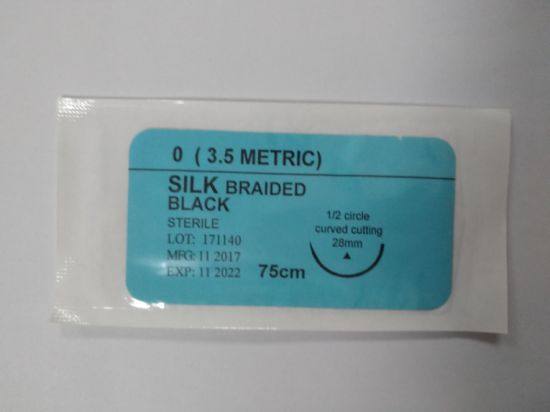 0 ( 3.5 METRIC)
SILK BRAIDED
BLACK
STERILE
LOT: 171140
MFG: 11 2017
EXP: 11 2022
75cm
1/2 circle
curved cutting
28mm